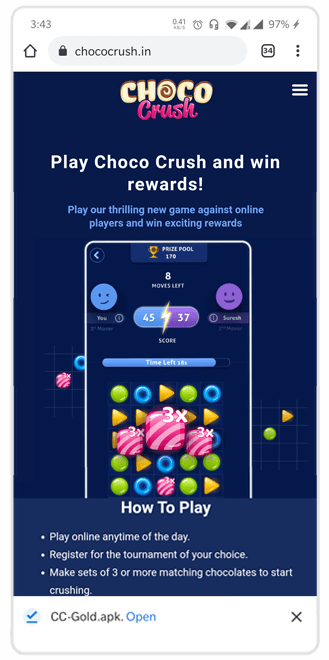 3:43
0.41
KB/S
97%
chococrush.in
34
CHOCO
Crush
Play Choco Crush and win
rewards!
Play our thrilling new game against online
players and win exciting rewards
PRIZE POOL
170
8
MOVES LEFT
You
45
37
Suresh
SCORE
Time Left 18s
3x
3x
3x
3x
3x
How To Play
• Play online anytime of the day.
• Register for the tournament of your choice.
• Make sets of 3 or more matching chocolates to start
crushing.
CC-Gold.apk. Open